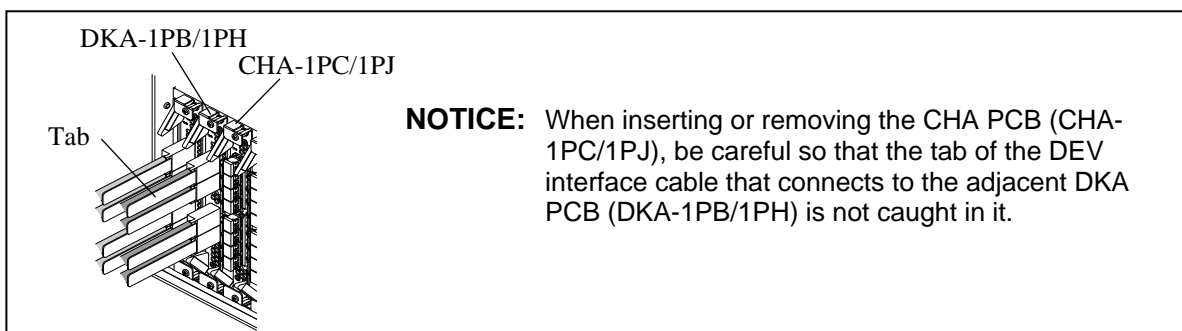 DKA-1PB/1PH
CHA-1PC/1PJ
Tab
NOTICE: When inserting or removing the CHA PCB (CHA-
1PC/1PJ), be careful so that the tab of the DEV
interface cable that connects to the adjacent DKA
PCB (DKA-1PB/1PH) is not caught in it.